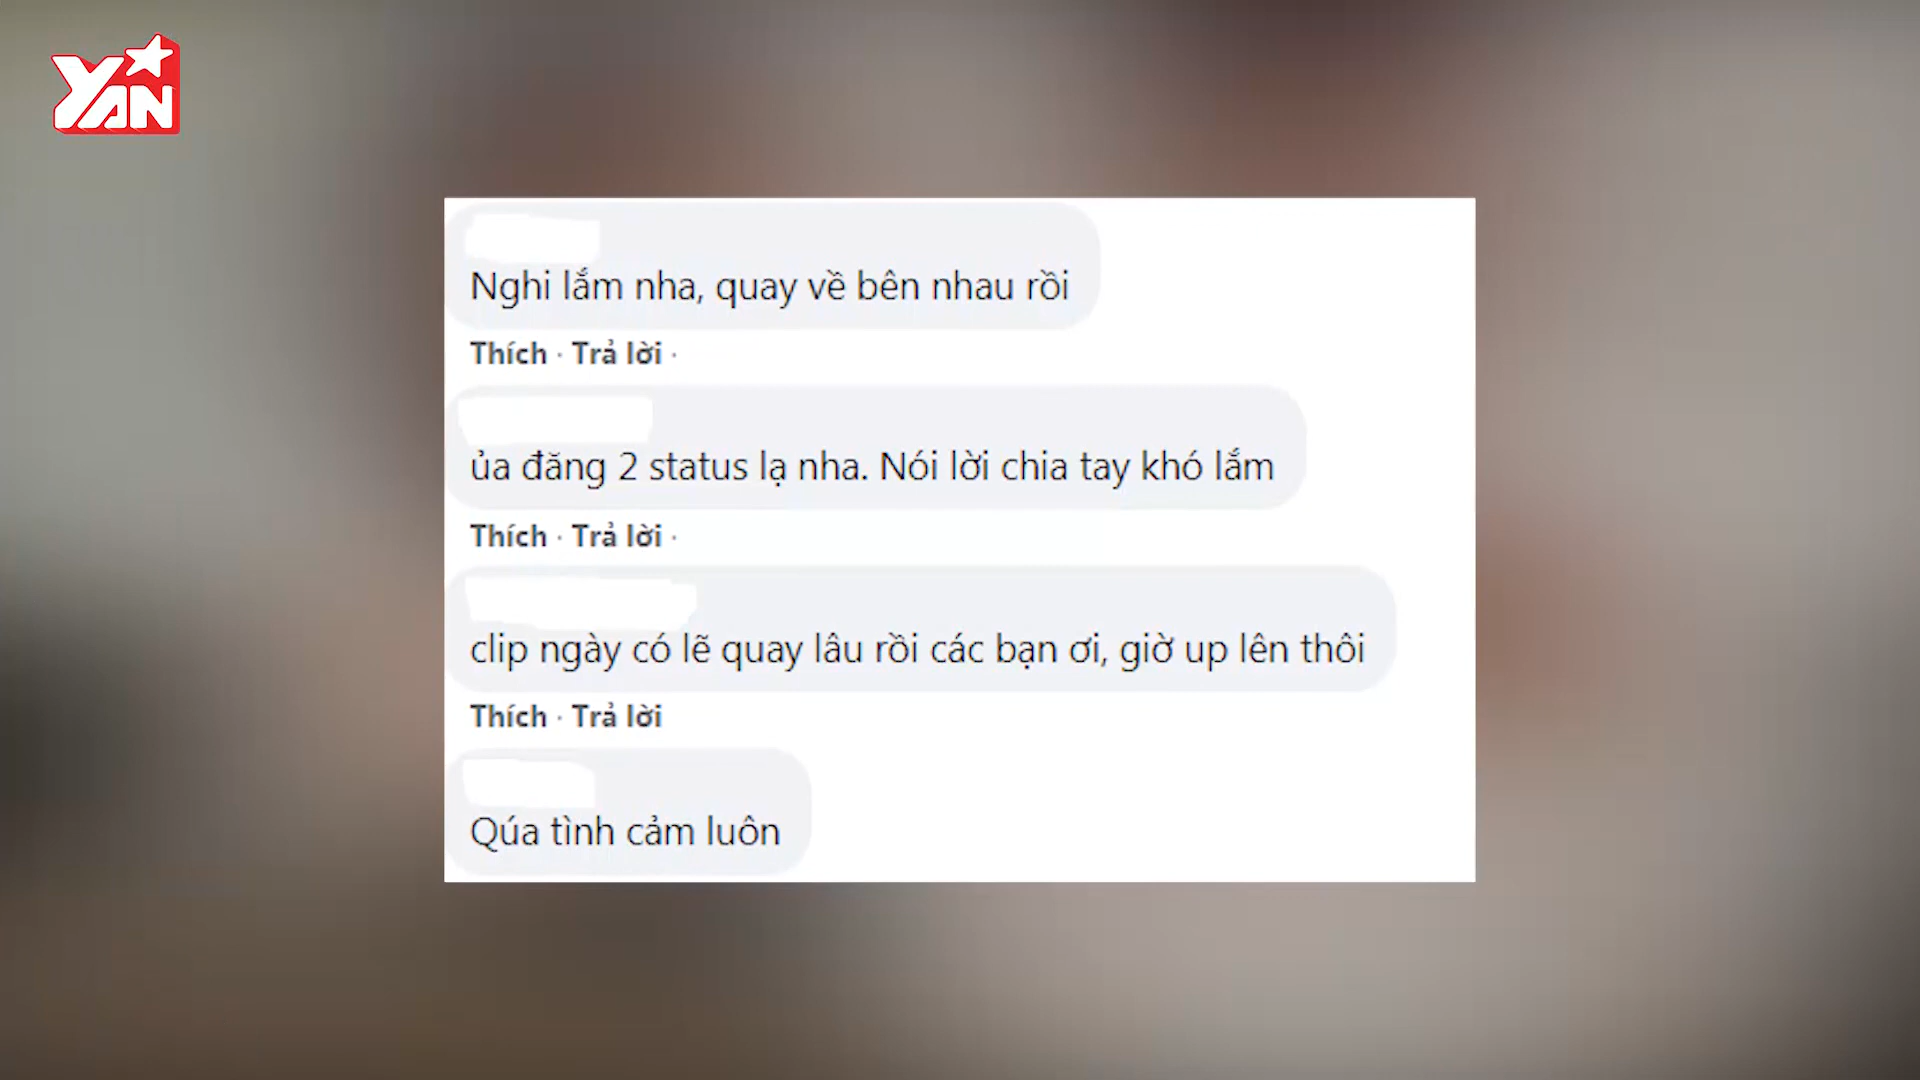 YAN
Nghi lắm nha, quay về bên nhau rồi
Thích · Trả lời ·
ủa đăng 2 status lạ nha. Nói lời chia tay khó lắm
Thích · Trả lời ·
clip ngày có lẽ quay lâu rồi các bạn ơi, giờ up lên thôi
Thích · Trả lời
Qúa tình cảm luôn